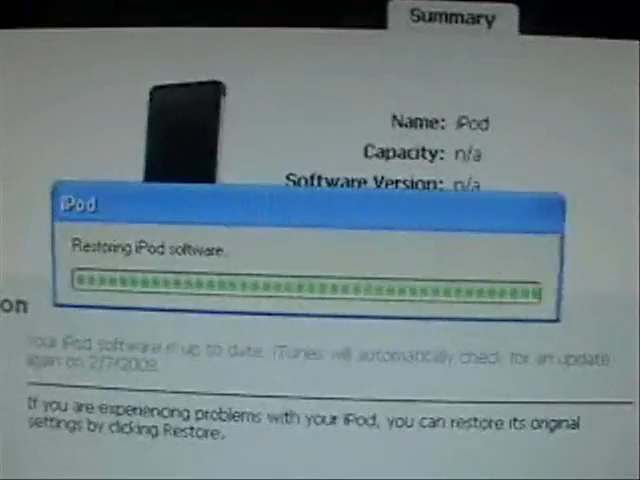 Summary
Name: iPod
Capacity: n/a
Software Version: n/a
iPod
Restoring iPod software.
on
Your iPod software is up to date. iTunes will automatically check for an update
again on 2/7/2009.
If you are experiencing problems with your iPod, you can restore its original
settings by clicking Restore.